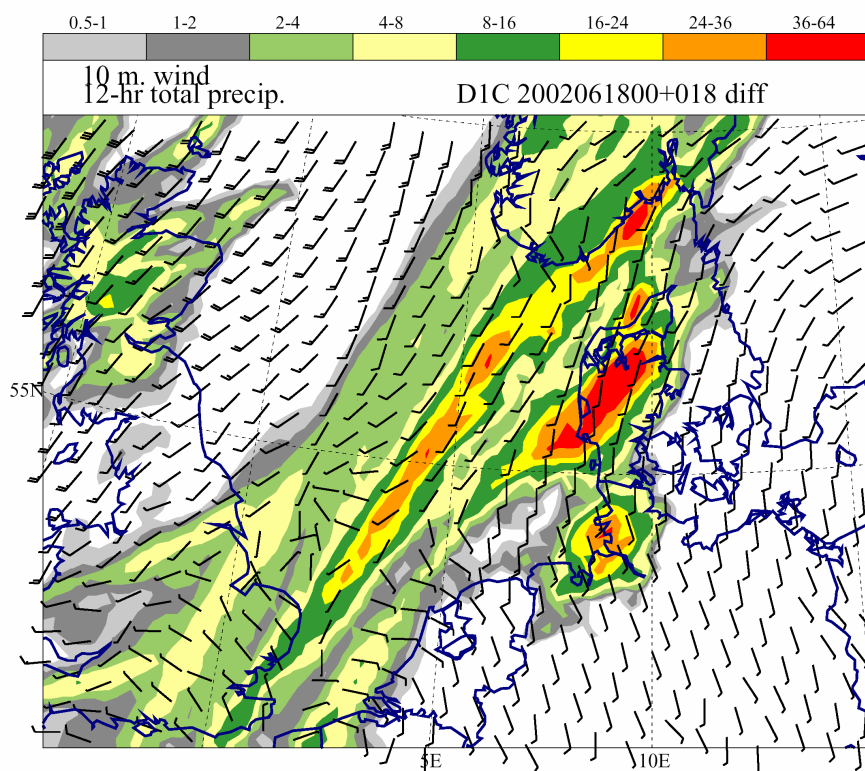 0.5-1 1-2 2-4 4-8 8-16 16-24 24-36 36-64
10 m. wind
12-hr total precip. D1C 2002061800+018 diff
55N
5E 10E